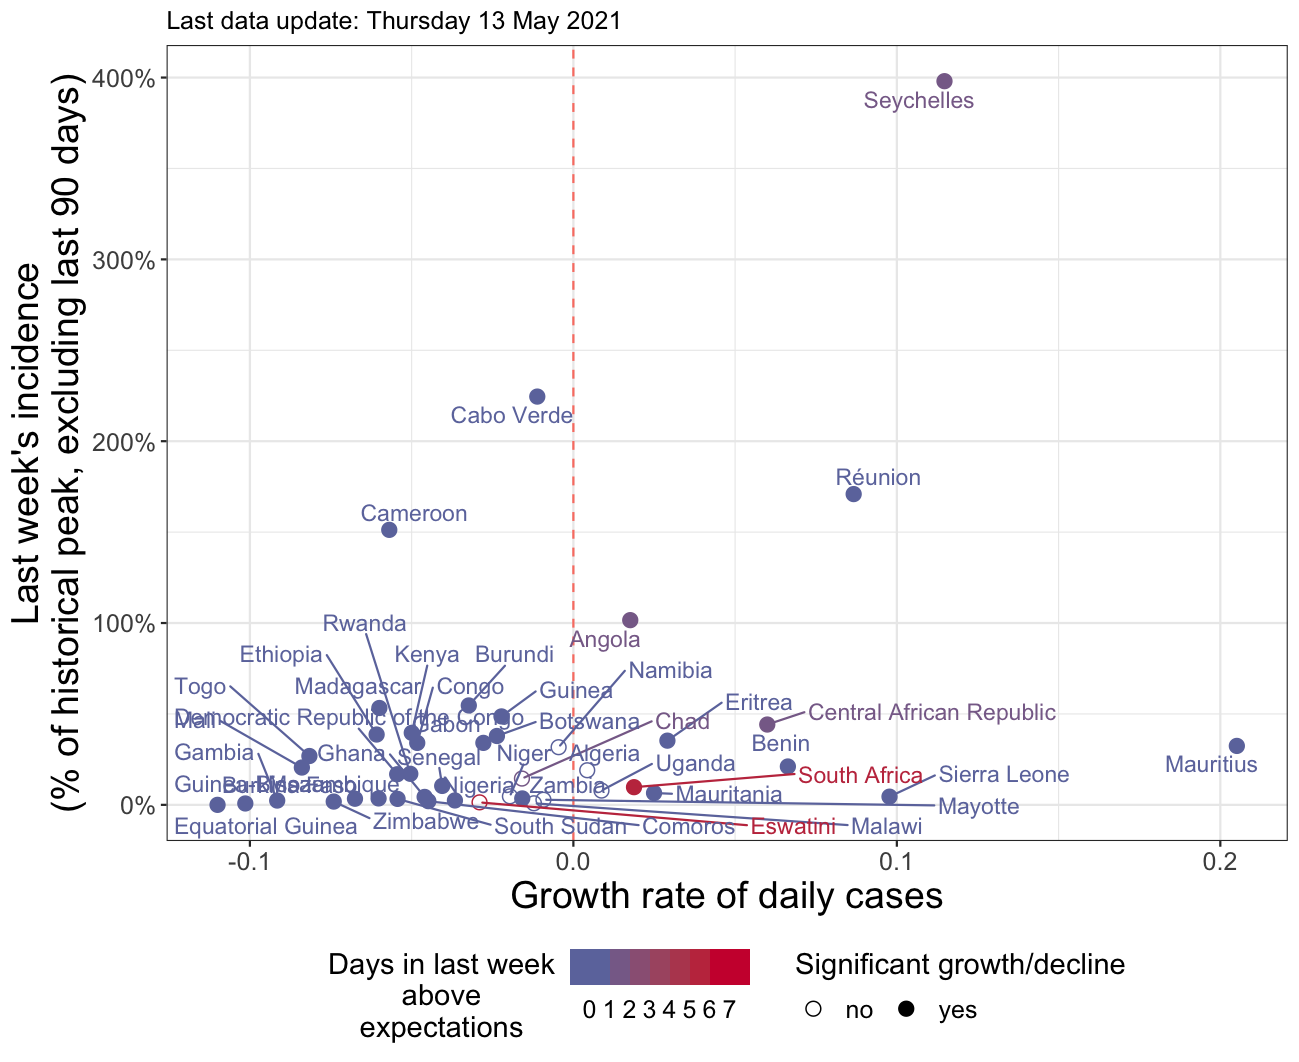 Last data update: Thursday 13 May 2021
Last week's incidence
(% of historical peak, excluding last 90 days)
400%
300%
200%
100%
0%
Seychelles
Cabo Verde
Réunion
Cameroon
Angola
Rwanda
Ethiopia
Kenya
Burundi
Namibia
Togo
Madagascar
Congo
Guinea
Eritrea
Mali
Democratic Republic of the Congo
Gabon
Botswana
Chad
Central African Republic
Benin
Gambia
Ghana
Senegal
Niger
Algeria
Uganda
Mauritius
South Africa
Sierra Leone
Mozambique
Nigeria
Zambia
Mauritania
Mayotte
Equatorial Guinea
Zimbabwe
South Sudan
Comoros
Eswatini
Malawi
-0.1
0.0
0.1
0.2
Growth rate of daily cases
Days in last week
above
expectations
0 1 2 3 4 5 6 7
Significant growth/decline
no
yes